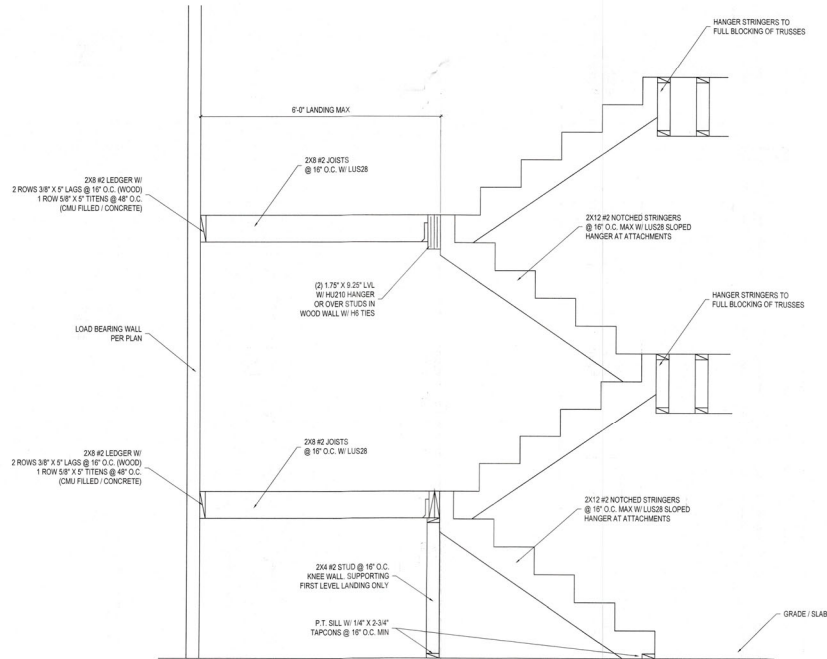 HANGER STRINGERS TO
FULL BLOCKING OF TRUSSES
6'-0" LANDING MAX
2X8 #2 JOISTS
@ 16" O.C. W/ LUS28
2X8 #2 LEDGER W/
2 ROWS 3/8" X 5" LAGS @ 16" O.C. (WOOD)
1 ROW 5/8" X 5" TITENS @ 48" O.C.
(CMU FILLED / CONCRETE)
2X12 #2 NOTCHED STRINGERS
@ 16" O.C. MAX W/ LUS28 SLOPED
HANGER AT ATTACHMENTS
(2) 1.75" X 9.25" LVL
W/ HU210 HANGER
OR OVER STUDS IN
WOOD WALL W/ H6 TIES
HANGER STRINGERS TO
FULL BLOCKING OF TRUSSES
LOAD BEARING WALL
PER PLAN
2X8 #2 JOISTS
@ 16" O.C. W/ LUS28
2X8 #2 LEDGER W/
2 ROWS 3/8" X 5" LAGS @ 16" O.C. (WOOD)
1 ROW 5/8" X 5" TITENS @ 48" O.C.
(CMU FILLED / CONCRETE)
2X12 #2 NOTCHED STRINGERS
@ 16" O.C. MAX W/ LUS28 SLOPED
HANGER AT ATTACHMENTS
2X4 #2 STUD @ 16" O.C.
KNEE WALL. SUPPORTING
FIRST LEVEL LANDING ONLY
GRADE / SLAB
P.T. SILL W/ 1/4" X 2-3/4"
TAPCONS @ 16" O.C. MIN